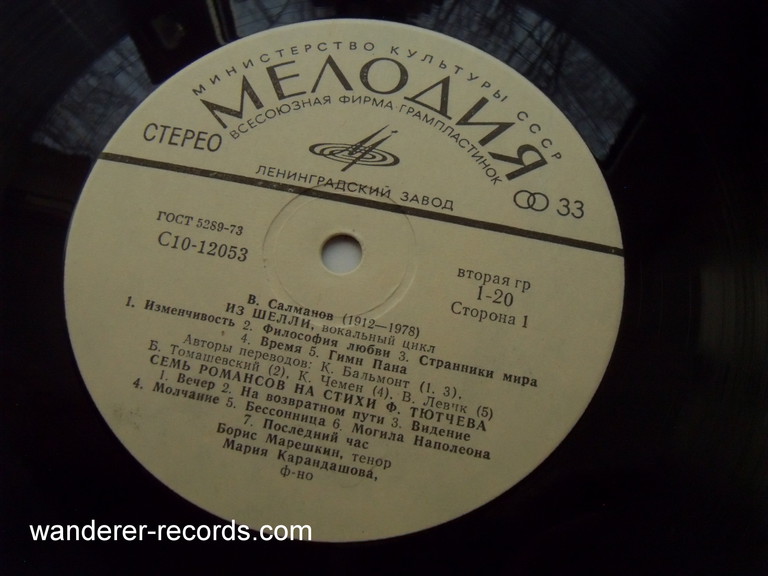 МИНИСТЕРСТВО КУЛЬТУРЫ СССР
МЕЛОДИЯ
ВСЕСОЮЗНАЯ ФИРМА ГРАМПЛАСТИНОК
СТЕРЕО
ЛЕНИНГРАДСКИЙ ЗАВОД
33
ГОСТ 5289-73
С10-12053
вторая гр
1-20
Сторона 1
В. Салманов (1912—1978)
ИЗ ШЕЛЛИ, вокальный цикл
1. Изменчивость 2. Философия любви 3. Странники мира
4. Время 5. Гимн Пана
Авторы переводов: К. Бальмонт (1, 3).
Б. Томашевский (2). К. Чемен (4). В. Левик (5)
СЕМЬ РОМАНСОВ НА СТИХИ Ф. ТЮТЧЕВА
1. Вечер 2. На возвратном пути 3. Видение
4. Молчание 5. Бессонница 6. Могила Наполеона
7. Последний час
Борис Марешкин, тенор
Мария Карандашова,
ф-но
wanderer-records.com